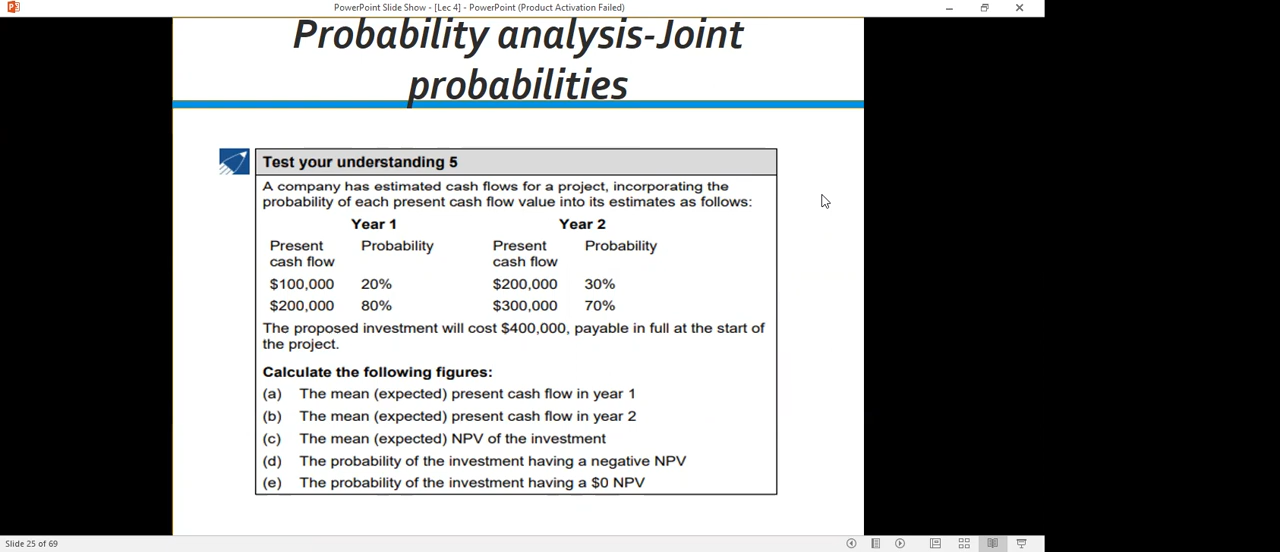 PowerPoint Slide Show - [Lec 4] - PowerPoint (Product Activation Failed)
Probability analysis-Joint
probabilities
Test your understanding 5
A company has estimated cash flows for a project, incorporating the
probability of each present cash flow value into its estimates as follows:
Year 1 Year 2
Present Probability Present Probability
cash flow cash flow
$100,000 20% $200,000 30%
$200,000 80% $300,000 70%
The proposed investment will cost $400,000, payable in full at the start of
the project.
Calculate the following figures:
(a) The mean (expected) present cash flow in year 1
(b) The mean (expected) present cash flow in year 2
(c) The mean (expected) NPV of the investment
(d) The probability of the investment having a negative NPV
(e) The probability of the investment having a $0 NPV
Slide 25 of 69